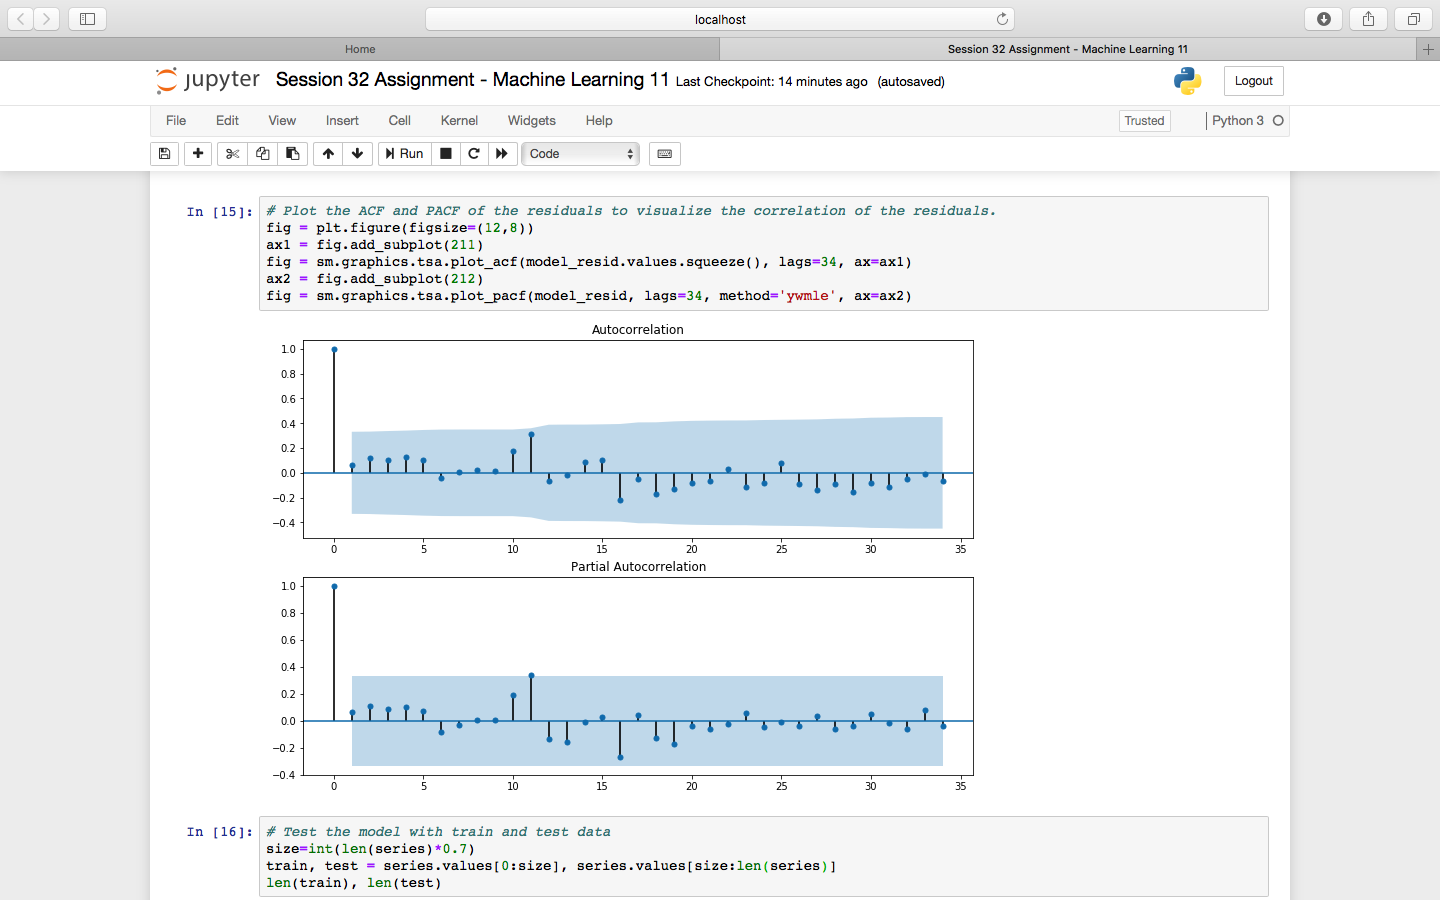 localhost
Home
Session 32 Assignment - Machine Learning 11
jupyter Session 32 Assignment - Machine Learning 11 Last Checkpoint: 14 minutes ago (autosaved)
Logout
File Edit View Insert Cell Kernel Widgets Help
Trusted
Python 3
Run
Code
In [15]:
# Plot the ACF and PACF of the residuals to visualize the correlation of the residuals.
fig = plt.figure(figsize=(12,8))
ax1 = fig.add_subplot(211)
fig = sm.graphics.tsa.plot_acf(model_resid.values.squeeze(), lags=34, ax=ax1)
ax2 = fig.add_subplot(212)
fig = sm.graphics.tsa.plot_pacf(model_resid, lags=34, method='ywmle', ax=ax2)
Autocorrelation
1.0
0.8
0.6
0.4
0.2
0.0
−0.2
−0.4
0 5 10 15 20 25 30 35
Partial Autocorrelation
1.0
0.8
0.6
0.4
0.2
0.0
−0.2
−0.4
0 5 10 15 20 25 30 35
In [16]:
# Test the model with train and test data
size=int(len(series)*0.7)
train, test = series.values[0:size], series.values[size:len(series)]
len(train), len(test)